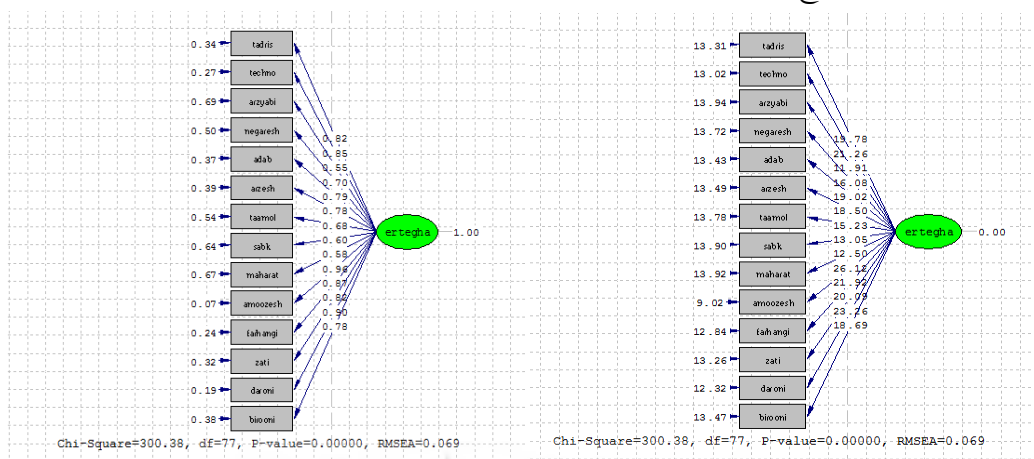 0.34 tadris
0.27 techno
0.69 arzyabi
0.50 negaresh
0.37 adab
0.39 arzesh
0.54 taamol
0.64 sabk
0.67 maharat
0.07 amoozesh
0.24 farhangi
0.32 zati
0.19 daroni
0.38 birooni
0.82
0.85
0.55
0.70
0.79
0.78
0.68
0.60
0.58
0.96
0.87
0.82
0.90
0.78
ertegha 1.00
Chi-Square=300.38, df=77, P-value=0.00000, RMSEA=0.069
13.31 tadris
13.02 techno
13.94 arzyabi
13.72 negaresh
13.43 adab
13.49 arzesh
13.78 taamol
13.90 sabk
13.92 maharat
9.02 amoozesh
12.84 farhangi
13.26 zati
12.32 daroni
13.47 birooni
19.78
21.26
11.91
16.08
19.02
18.50
15.23
13.05
12.50
26.12
21.92
20.09
23.26
18.69
ertegha 0.00
Chi-Square=300.38, df=77, P-value=0.00000, RMSEA=0.069